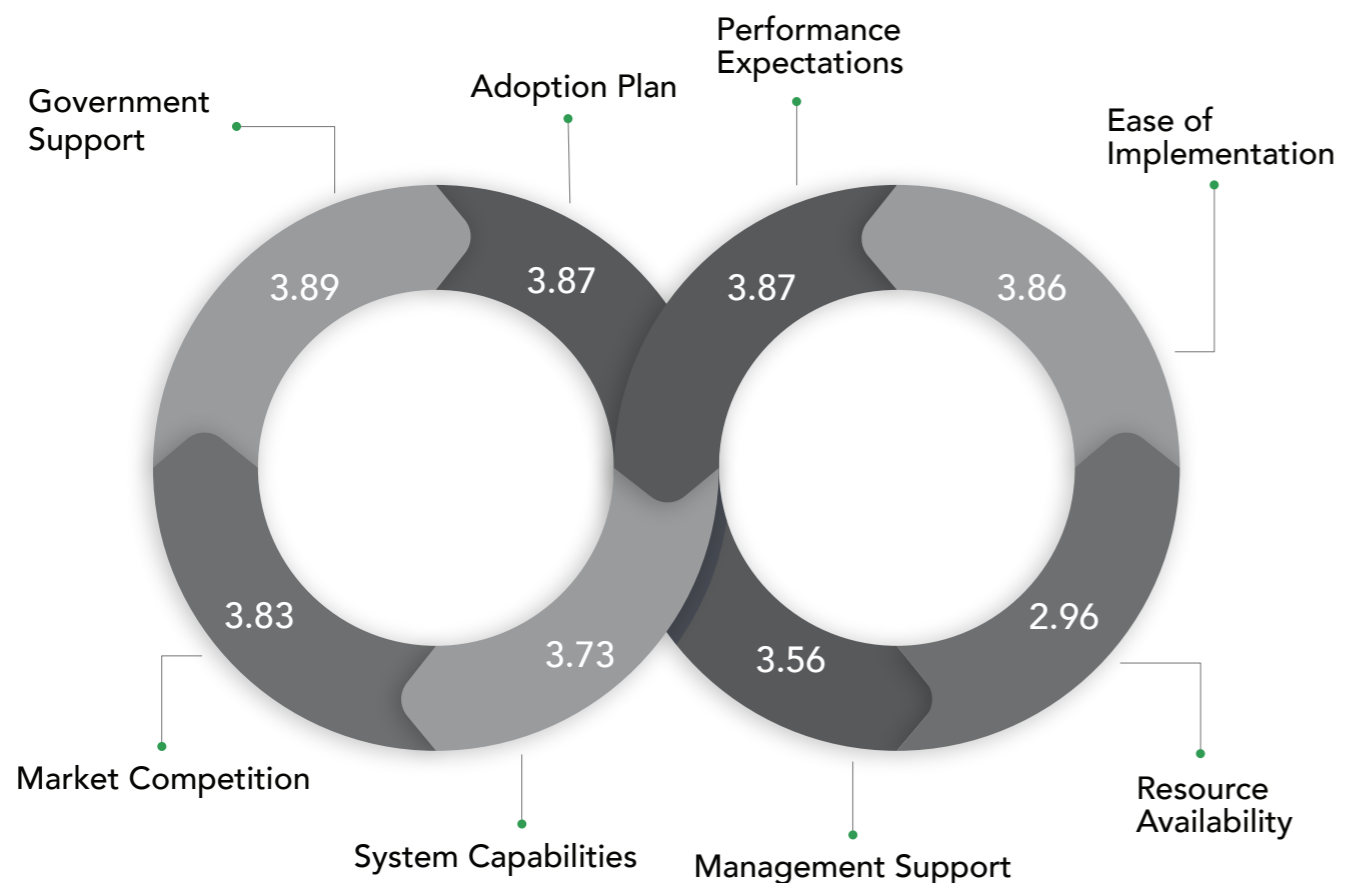 Performance
Expectations
Adoption Plan
Government
Support
Ease of
Implementation
3.89
3.87
3.87
3.86
3.83
3.73
3.56
2.96
Market Competition
System Capabilities
Management Support
Resource
Availability